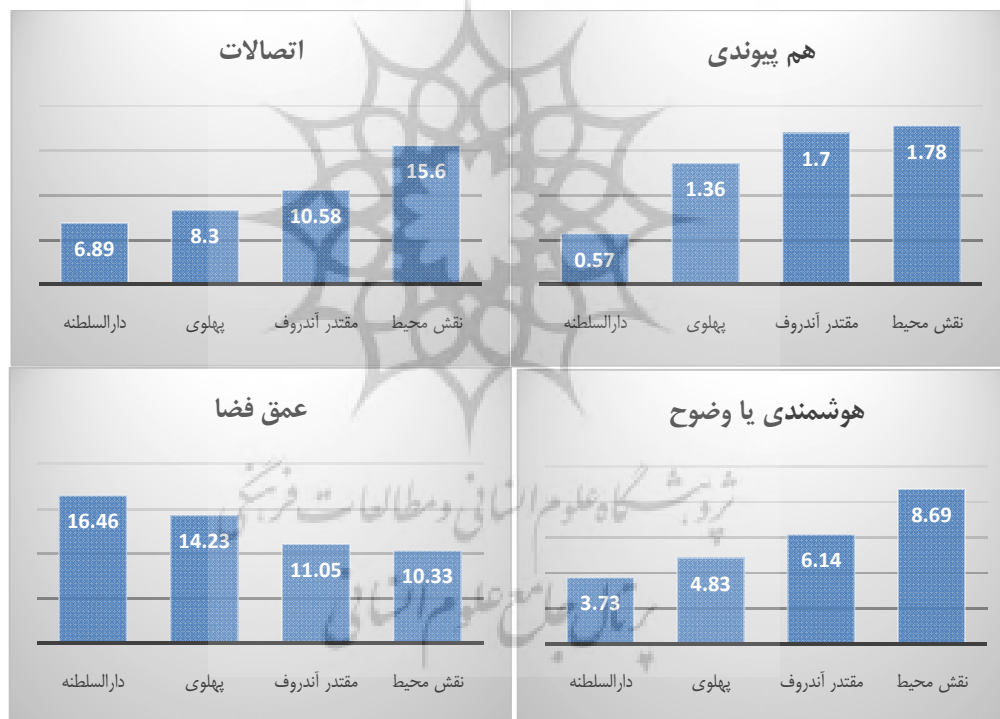 هم پیوندی
1.78
1.7
1.36
0.57
نقش محیط
مقتدر آندروف
پهلوی
دارالسلطنه
اتصالات
15.6
10.58
8.3
6.89
نقش محیط
مقتدر آندروف
پهلوی
دارالسلطنه
هوشمندی یا وضوح
8.69
6.14
4.83
3.73
نقش محیط
مقتدر آندروف
پهلوی
دارالسلطنه
عمق فضا
10.33
11.05
14.23
16.46
نقش محیط
مقتدر آندروف
پهلوی
دارالسلطنه
پژوهشگاه علوم انسانی و مطالعات فرهنگی
پرتال جامع علوم انسانی